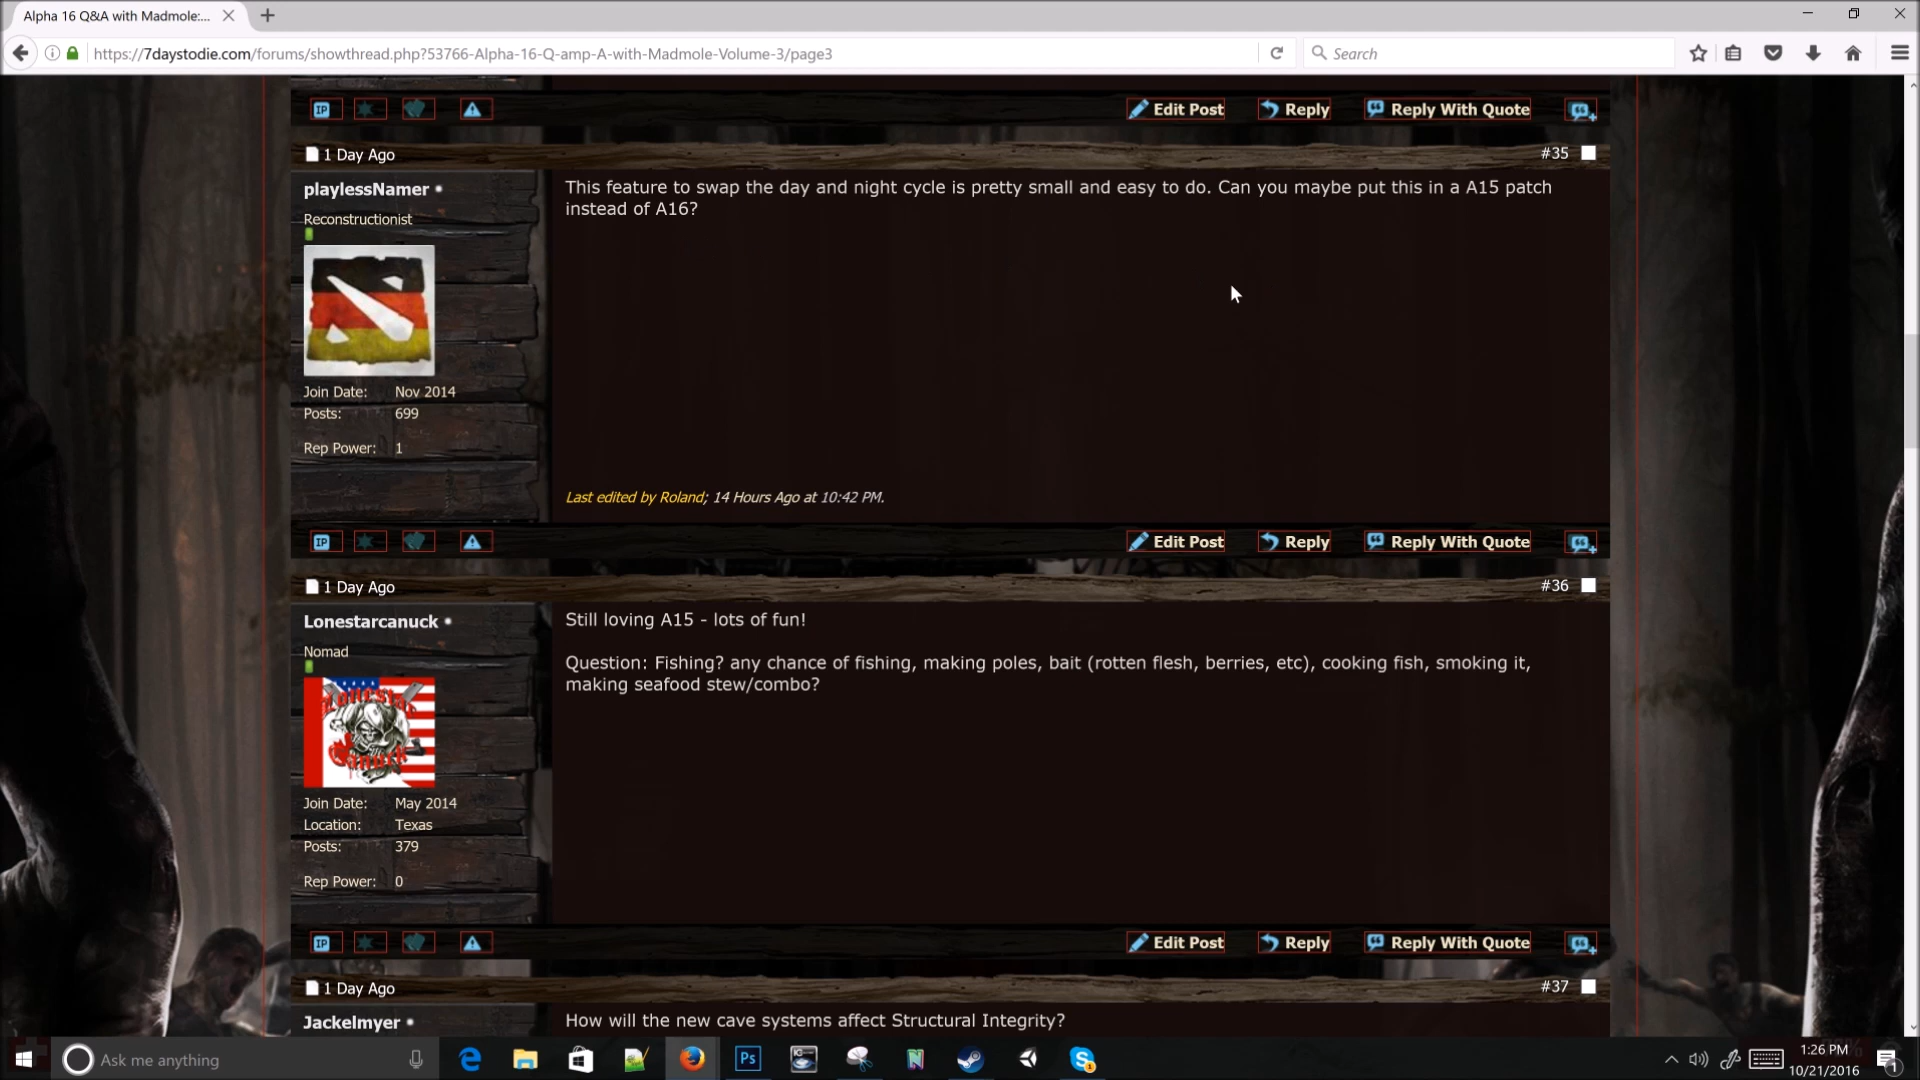 Alpha 16 Q&A with Madmole:...
https://7daystodie.com/forums/showthread.php?53766-Alpha-16-Q-amp-A-with-Madmole-Volume-3/page3
Search
IP
Edit Post
Reply
Reply With Quote
1 Day Ago
#35
playlessNamer
Reconstructionist
Join Date: Nov 2014
Posts: 699
Rep Power: 1
This feature to swap the day and night cycle is pretty small and easy to do. Can you maybe put this in a A15 patch
instead of A16?
Last edited by Roland; 14 Hours Ago at 10:42 PM.
IP
Edit Post
Reply
Reply With Quote
1 Day Ago
#36
Lonestarcanuck
Nomad
Lonestar
Canuck
Join Date: May 2014
Location: Texas
Posts: 379
Rep Power: 0
Still loving A15 - lots of fun!
Question: Fishing? any chance of fishing, making poles, bait (rotten flesh, berries, etc), cooking fish, smoking it,
making seafood stew/combo?
IP
Edit Post
Reply
Reply With Quote
1 Day Ago
#37
Jackelmyer
How will the new cave systems affect Structural Integrity?
Ask me anything
Ps
1:26 PM
10/21/2016
1